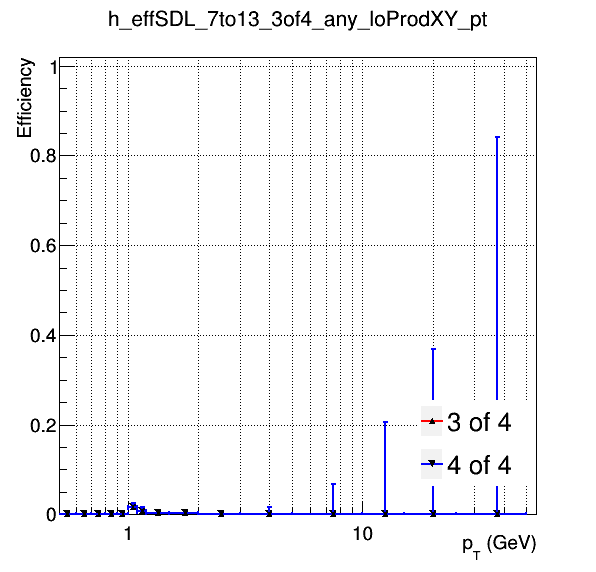 h_effSDL_7to13_3of4_any_loProdXY_pt
Efficiency
1
0.8
0.6
0.4
0.2
0
3 of 4
4 of 4
1
10
p_T (GeV)